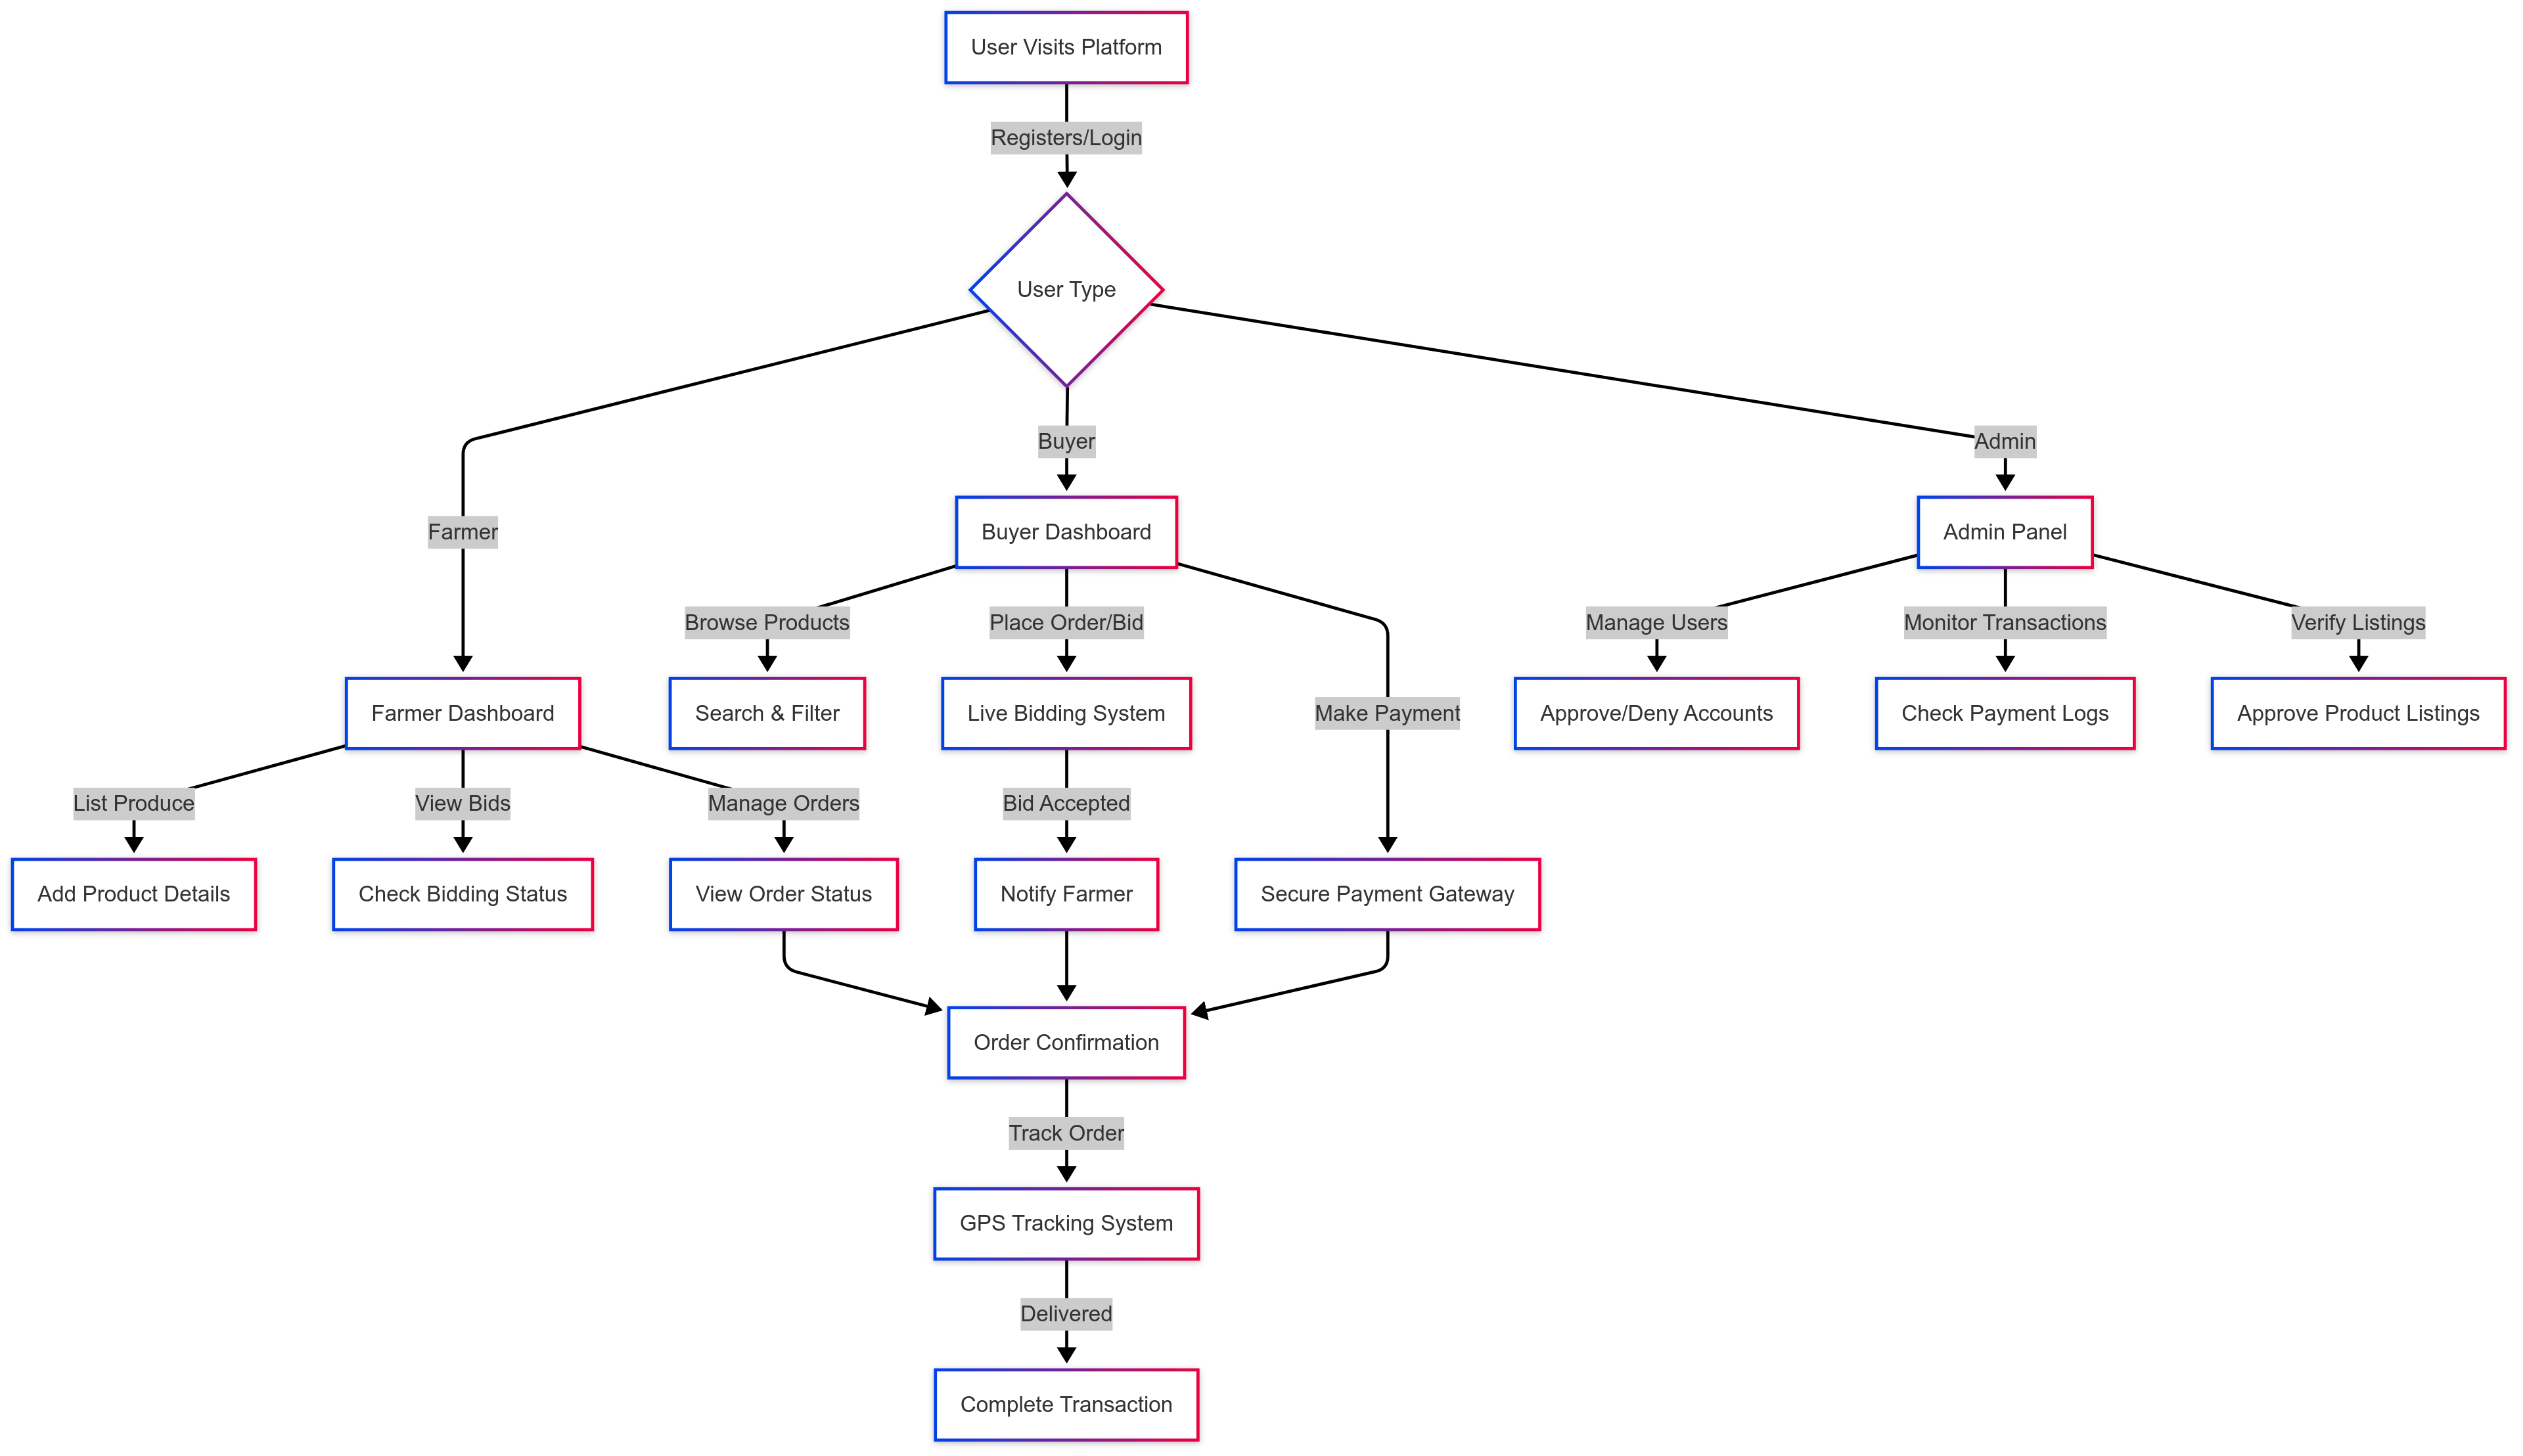 User Visits Platform
Registers/Login
User Type
Buyer
Admin
Farmer
Buyer Dashboard
Admin Panel
Browse Products
Place Order/Bid
Manage Users
Monitor Transactions
Verify Listings
Farmer Dashboard
Search & Filter
Live Bidding System
Make Payment
Approve/Deny Accounts
Check Payment Logs
Approve Product Listings
List Produce
View Bids
Manage Orders
Bid Accepted
Add Product Details
Check Bidding Status
View Order Status
Notify Farmer
Secure Payment Gateway
Order Confirmation
Track Order
GPS Tracking System
Delivered
Complete Transaction